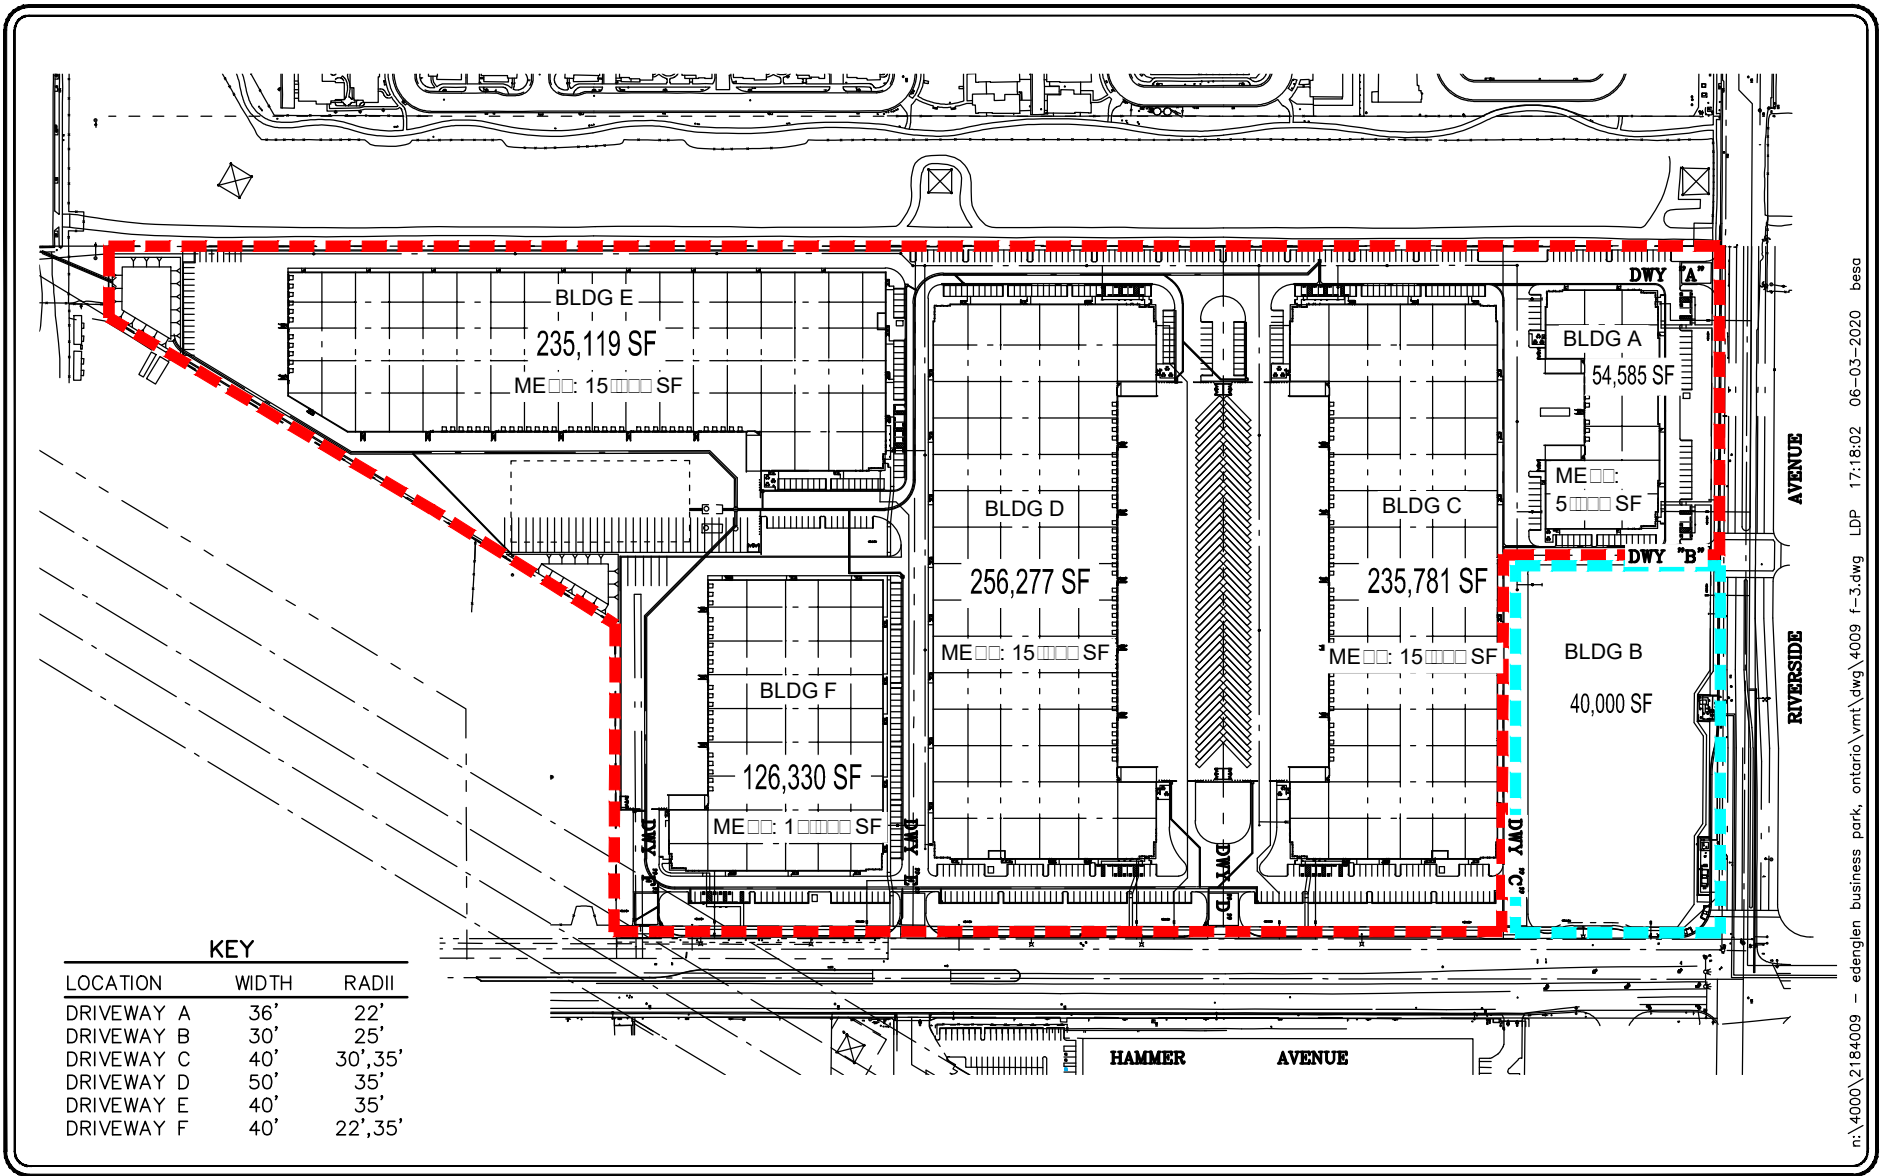 BLDG E
235,119 SF
ME□□: 15□□□□ SF
BLDG D
256,277 SF
ME□□: 15□□□□ SF
BLDG C
235,781 SF
ME□□: 15□□□□ SF
DWY "A"
BLDG A
54,585 SF
ME□□:
5□□□□ SF
DWY "B"
BLDG B
40,000 SF
BLDG F
126,330 SF
ME□□: 1□□□□□ SF
DWY "F"
DWY "E"
DWY "D"
DWY "C"
RIVERSIDE AVENUE
HAMMER AVENUE
KEY
LOCATION WIDTH RADII
DRIVEWAY A 36' 22'
DRIVEWAY B 30' 25'
DRIVEWAY C 40' 30',35'
DRIVEWAY D 50' 35'
DRIVEWAY E 40' 35'
DRIVEWAY F 40' 22',35'
n:\4000\2184009 - edenglen business park, ontario\vmt\dwg\4009 f-3.dwg LDP 17:18:02 06-03-2020 besa